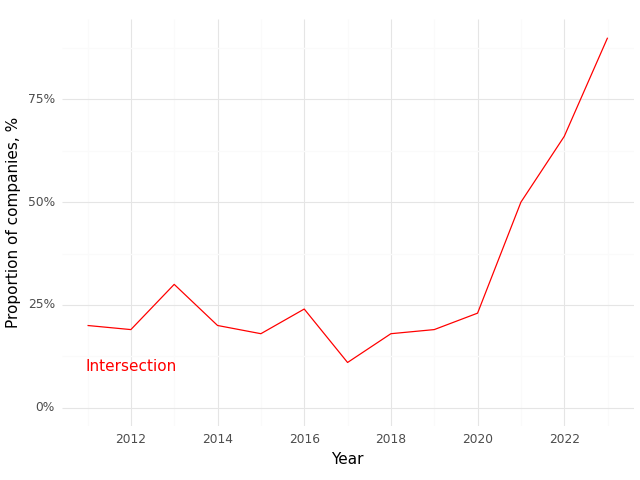 Proportion of companies, %
75%
50%
25%
0%
Intersection
2012 2014 2016 2018 2020 2022
Year